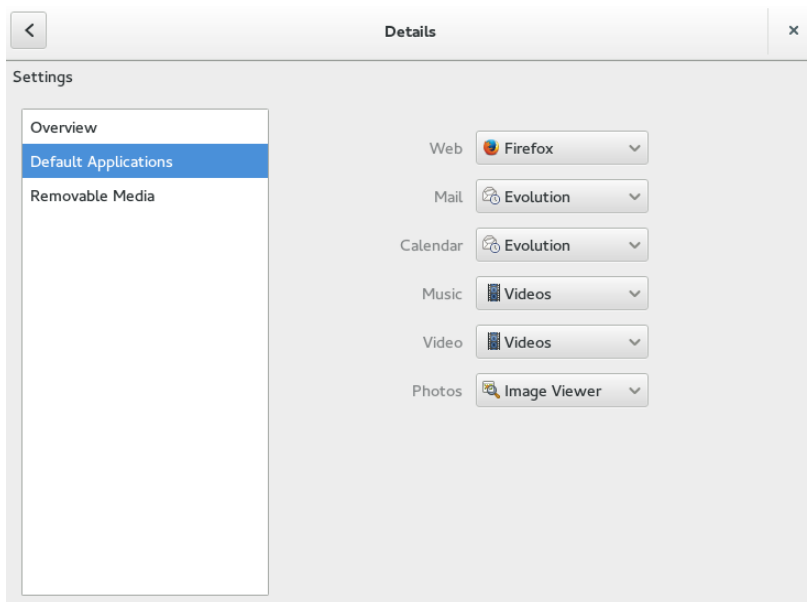 Details
Settings
Overview
Default Applications
Removable Media
Web Firefox
Mail Evolution
Calendar Evolution
Music Videos
Video Videos
Photos Image Viewer